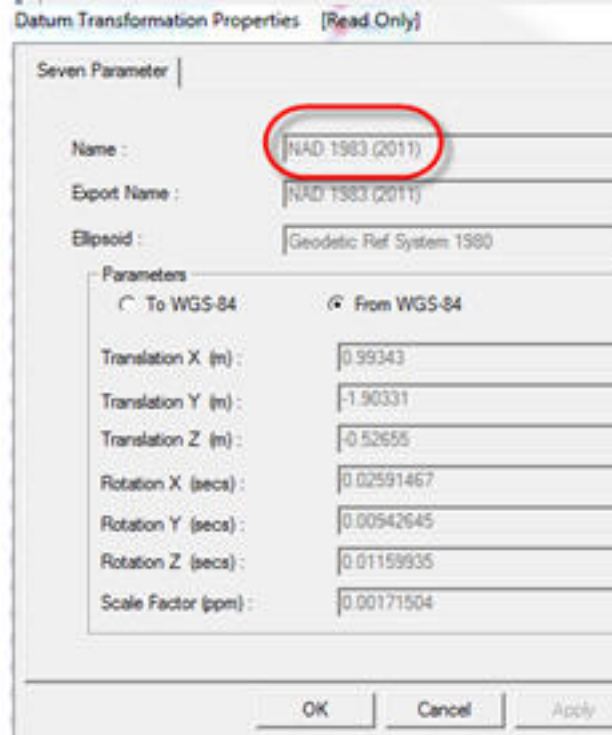 Datum Transformation Properties [Read Only]
Seven Parameter
Name : NAD 1983 (2011)
Export Name : NAD 1983 (2011)
Ellipsoid : Geodetic Ref System 1980
Parameters
To WGS-84 From WGS-84
Translation X (m) : 0.99343
Translation Y (m) : -1.90331
Translation Z (m) : -0.52655
Rotation X (secs) : 0.02591467
Rotation Y (secs) : 0.00542645
Rotation Z (secs) : 0.01159935
Scale Factor (ppm) : 0.00171504
OK Cancel Apply